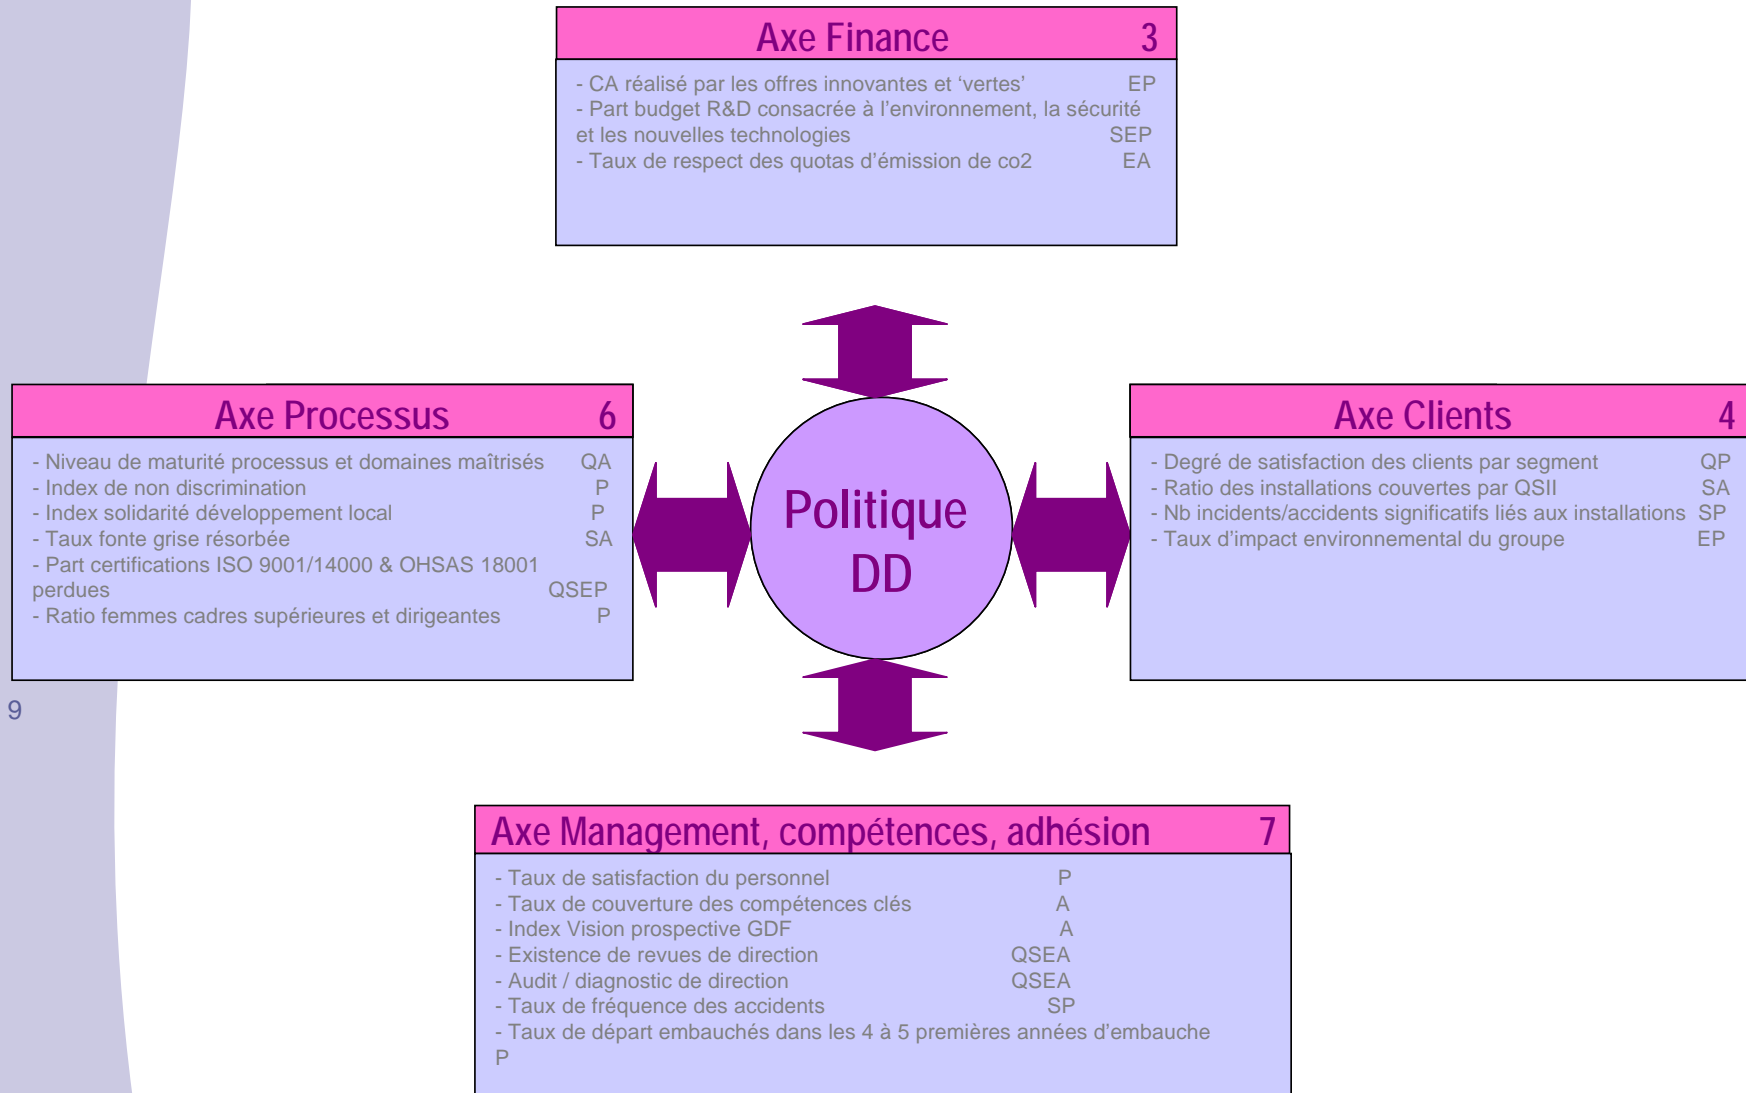 Axe Finance 3
- CA réalisé par les offres innovantes et ‘vertes’ EP
- Part budget R&D consacrée à l'environnement, la sécurité
et les nouvelles technologies SEP
- Taux de respect des quotas d’émission de co2 EA
Axe Processus 6
- Niveau de maturité processus et domaines maîtrisés QA
- Index de non discrimination P
- Index solidarité développement local P
- Taux fonte grise résorbée SA
- Part certifications ISO 9001/14000 & OHSAS 18001
perdues QSEP
- Ratio femmes cadres supérieures et dirigeantes P
Politique
DD
Axe Clients 4
- Degré de satisfaction des clients par segment QP
- Ratio des installations couvertes par QSII SA
- Nb incidents/accidents significatifs liés aux installations SP
- Taux d'impact environnemental du groupe EP
9
Axe Management, compétences, adhésion 7
- Taux de satisfaction du personnel P
- Taux de couverture des compétences clés A
- Index Vision prospective GDF A
- Existence de revues de direction QSEA
- Audit / diagnostic de direction QSEA
- Taux de fréquence des accidents SP
- Taux de départ embauchés dans les 4 à 5 premières années d’embauche
P